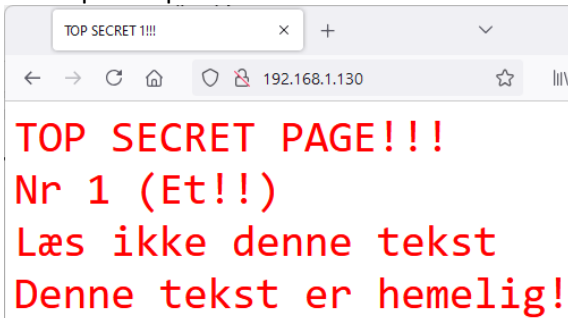 TOP SECRET 1!!!
192.168.1.130
TOP SECRET PAGE!!!
Nr 1 (Et!!)
Læs ikke denne tekst
Denne tekst er hemelig!